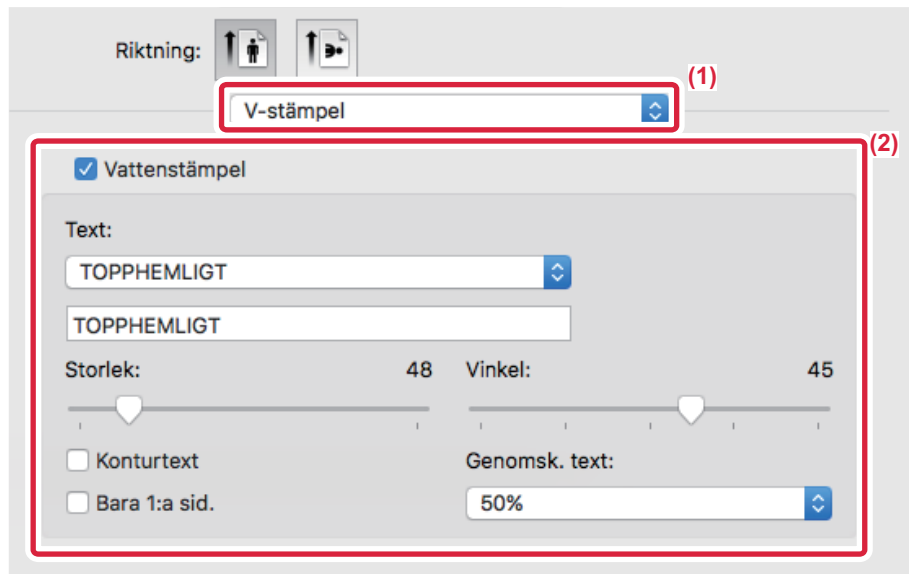 Riktning:
(1)
V-stämpel
(2)
Vattenstämpel
Text:
TOPPHEMLIGT
TOPPHEMLIGT
Storlek: 48 Vinkel: 45
Konturtext Genomsk. text:
Bara 1:a sid. 50%